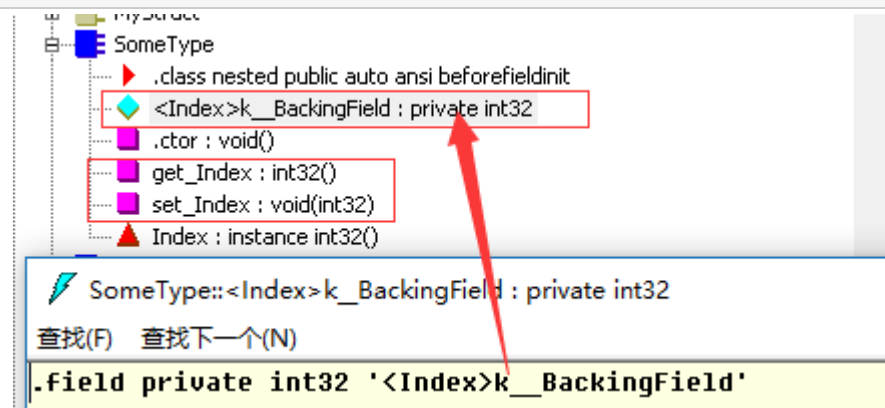 MyStruct
SomeType
.class nested public auto ansi beforefieldinit
<Index>k__BackingField : private int32
.ctor : void()
get_Index : int32()
set_Index : void(int32)
Index : instance int32()
SomeType::<Index>k__BackingField : private int32
查找(F) 查找下一个(N)
.field private int32 '<Index>k__BackingField'